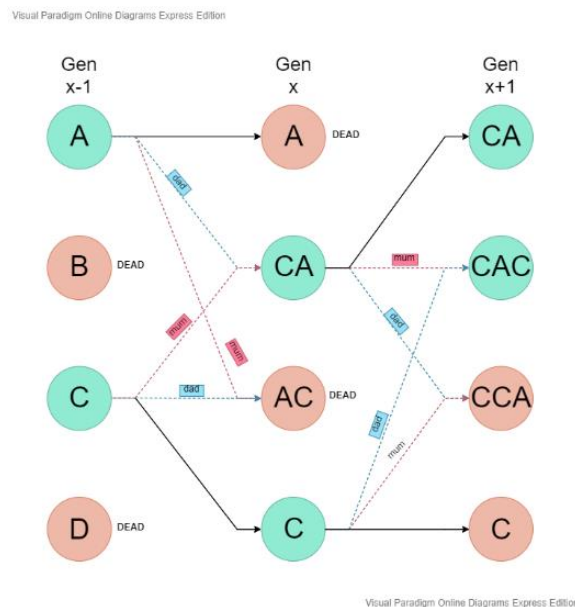 Visual Paradigm Online Diagrams Express Edition
Gen
x-1
Gen
x
Gen
x+1
A
A
DEAD
CA
dad
B
DEAD
CA
mum
CAC
mum
dad
mum
C
dad
AC
DEAD
CCA
dad
mum
D
DEAD
C
C
Visual Paradigm Online Diagrams Express Edition